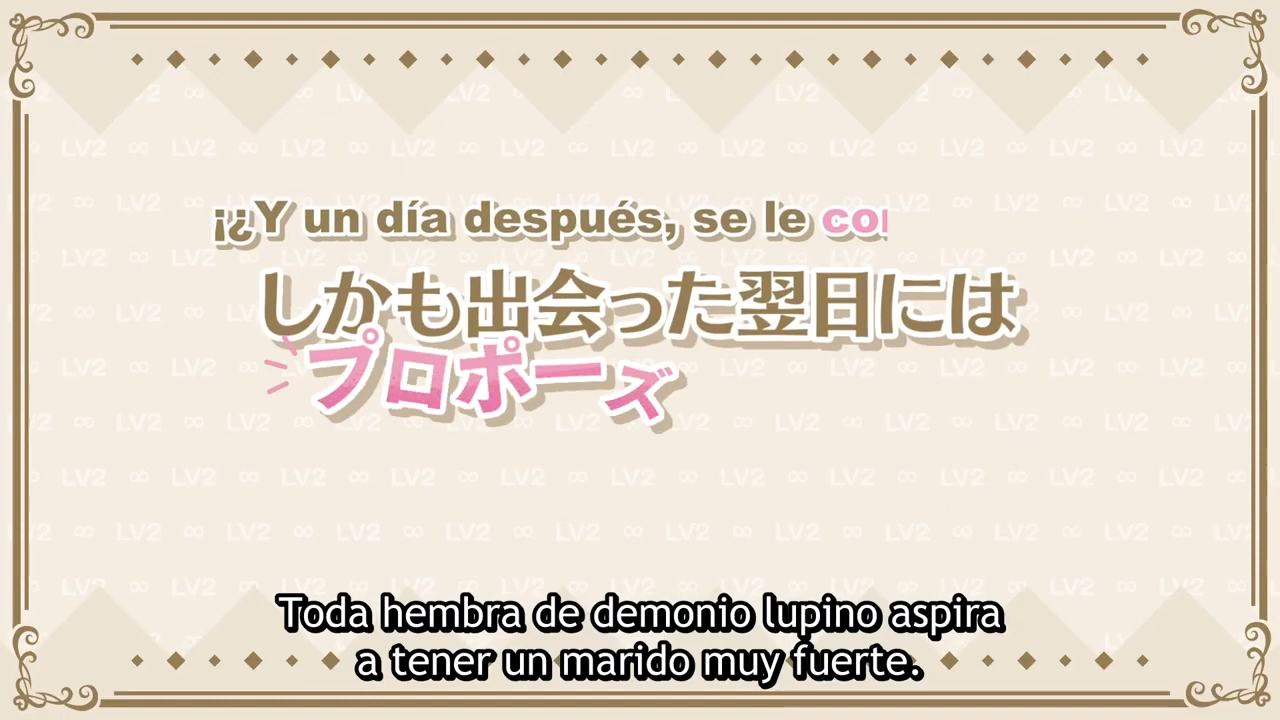 ¡¿Y un día después, se le
しかも出会った翌日には
プロポーズ
Toda hembra de demonio lupino aspira
a tener un marido muy fuerte.